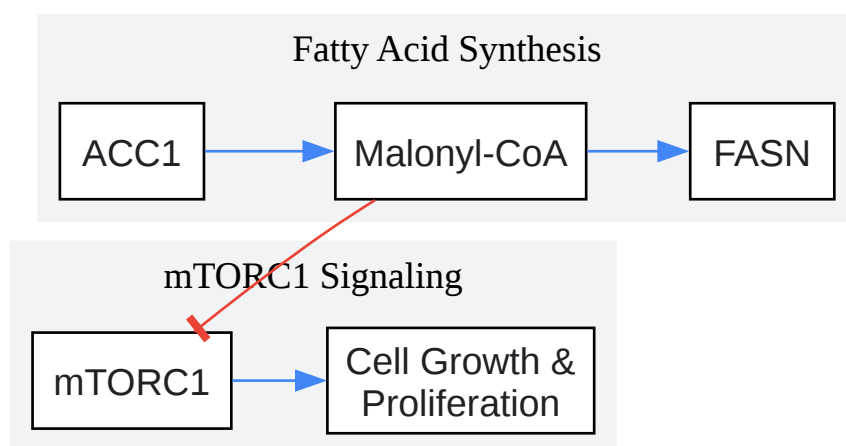 Fatty Acid Synthesis
ACC1
Malonyl-CoA
FASN
mTORC1 Signaling
mTORC1
Cell Growth &
Proliferation